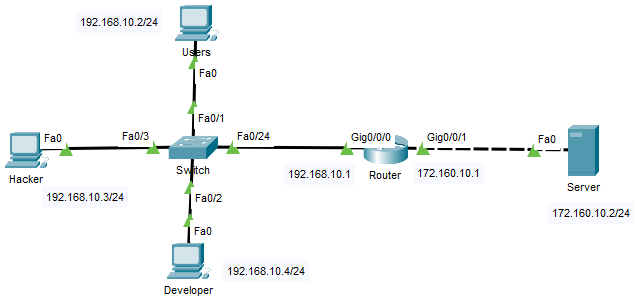 192.168.10.2/24
Users
Fa0
Fa0/1
Fa0
Fa0/3
Fa0/24
Gig0/0/0
Gig0/0/1
Fa0
Hacker
Switch
192.168.10.1
Router
172.160.10.1
Server
192.168.10.3/24
Fa0/2
172.160.10.2/24
Fa0
192.168.10.4/24
Developer